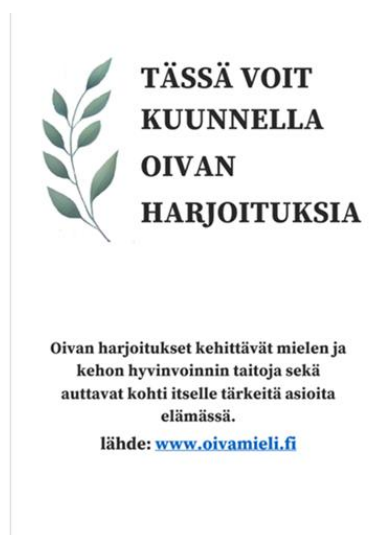 TÄSSÄ VOIT
KUUNNELLA
OIVAN
HARJOITUKSIA
Oivan harjoitukset kehittävät mielen ja
kehon hyvinvoinnin taitoja sekä
auttavat kohti itselle tärkeitä asioita
elämässä.
lähde: www.oivamieli.fi